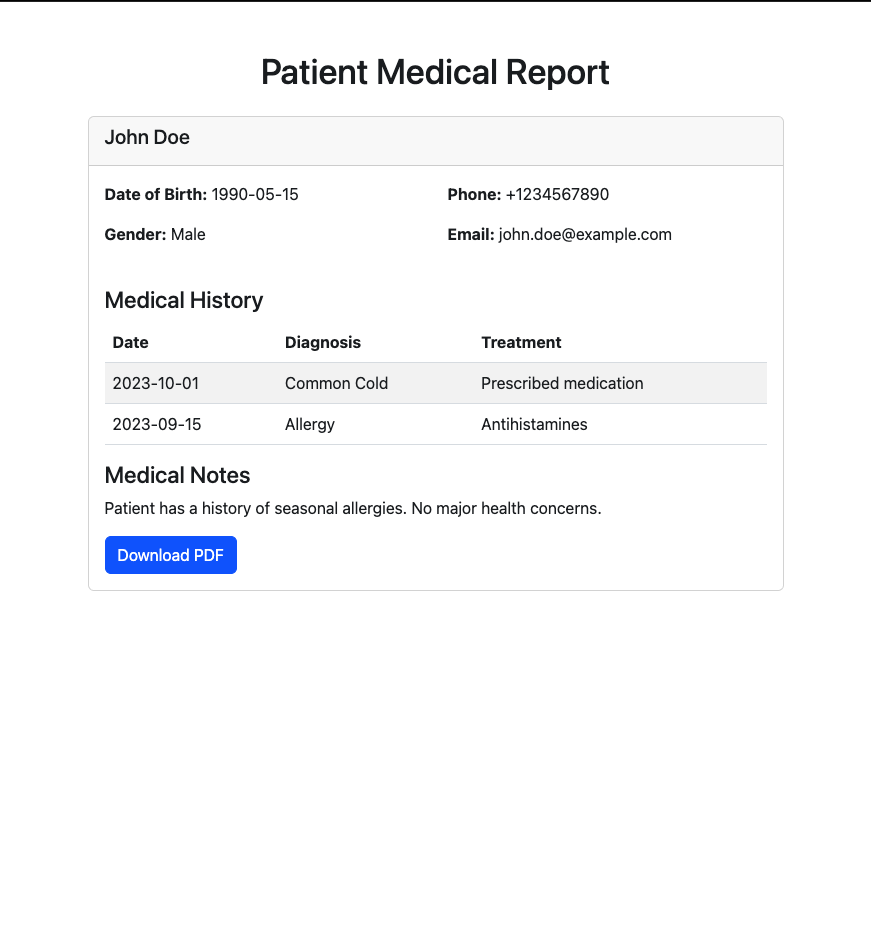 Patient Medical Report
John Doe
Date of Birth: 1990-05-15 Phone: +1234567890
Gender: Male Email: john.doe@example.com
Medical History
Date Diagnosis Treatment
2023-10-01 Common Cold Prescribed medication
2023-09-15 Allergy Antihistamines
Medical Notes
Patient has a history of seasonal allergies. No major health concerns.
Download PDF